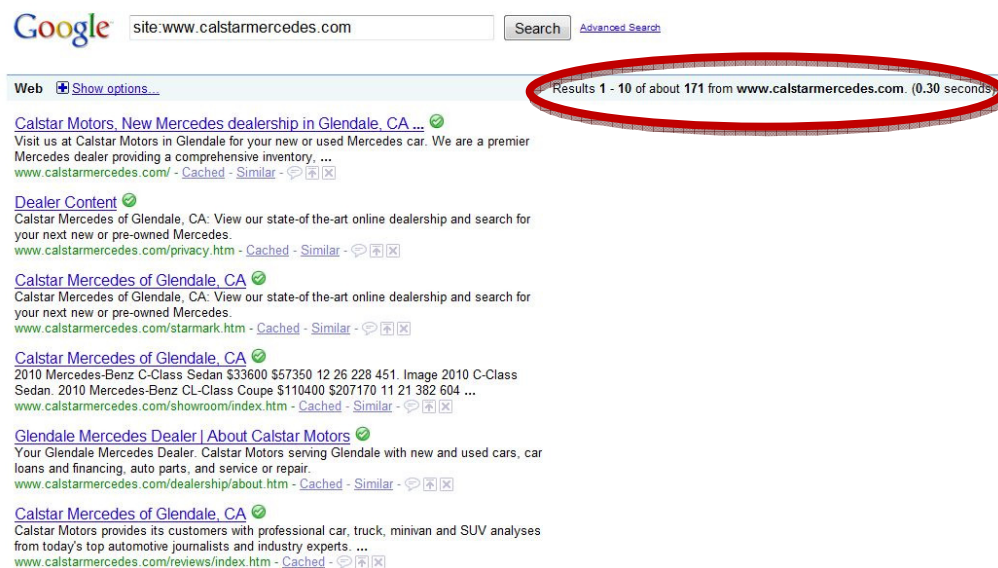 Google site:www.calstarmercedes.com Search Advanced Search
Web Show options... Results 1 - 10 of about 171 from www.calstarmercedes.com. (0.30 seconds)
Calstar Motors, New Mercedes dealership in Glendale, CA ...
Visit us at Calstar Motors in Glendale for your new or used Mercedes car. We are a premier
Mercedes dealer providing a comprehensive inventory, ...
www.calstarmercedes.com/ - Cached - Similar -
Dealer Content
Calstar Mercedes of Glendale, CA: View our state-of the-art online dealership and search for
your next new or pre-owned Mercedes.
www.calstarmercedes.com/privacy.htm - Cached - Similar -
Calstar Mercedes of Glendale, CA
Calstar Mercedes of Glendale, CA: View our state-of the-art online dealership and search for
your next new or pre-owned Mercedes.
www.calstarmercedes.com/starmark.htm - Cached - Similar -
Calstar Mercedes of Glendale, CA
2010 Mercedes-Benz C-Class Sedan $33600 $57350 12 26 228 451. Image 2010 C-Class
Sedan. 2010 Mercedes-Benz CL-Class Coupe $110400 $207170 11 21 382 604 ...
www.calstarmercedes.com/showroom/index.htm - Cached - Similar -
Glendale Mercedes Dealer | About Calstar Motors
Your Glendale Mercedes Dealer. Calstar Motors serving Glendale with new and used cars, car
loans and financing, auto parts, and service or repair.
www.calstarmercedes.com/dealership/about.htm - Cached - Similar -
Calstar Mercedes of Glendale, CA
Calstar Motors provides its customers with professional car, truck, minivan and SUV analyses
from today's top automotive journalists and industry experts. ...
www.calstarmercedes.com/reviews/index.htm - Cached -